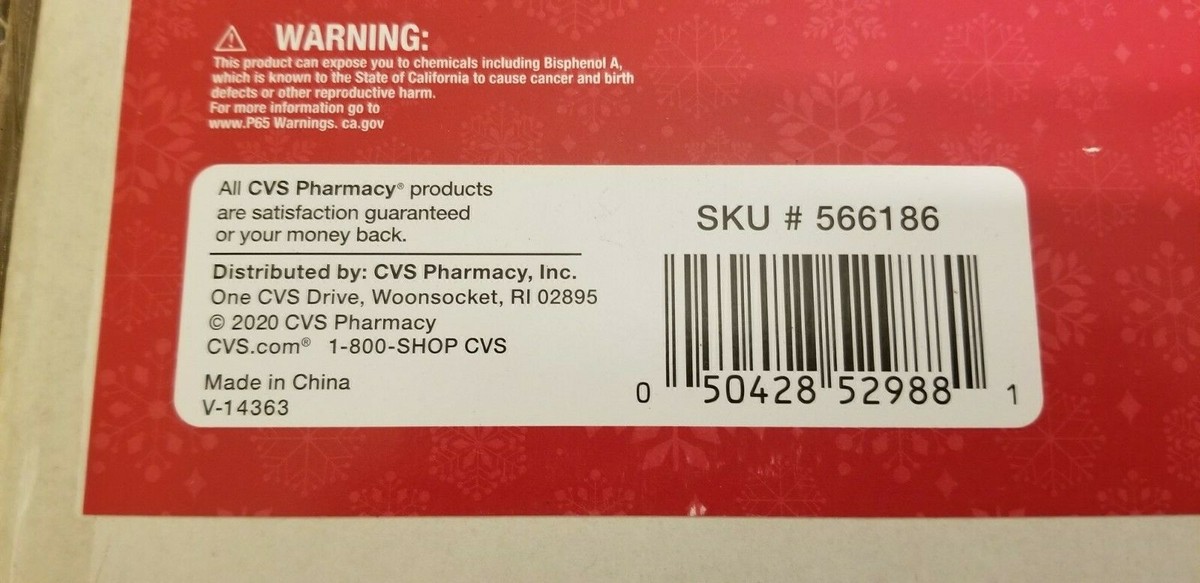 ⚠ WARNING:
This product can expose you to chemicals including Bisphenol A,
which is known to the State of California to cause cancer and birth
defects or other reproductive harm.
For more information go to
www.P65 Warnings. ca.gov
All CVS Pharmacy® products
are satisfaction guaranteed
or your money back.
Distributed by: CVS Pharmacy, Inc.
One CVS Drive, Woonsocket, RI 02895
© 2020 CVS Pharmacy
CVS.com® 1-800-SHOP CVS
Made in China
V-14363
SKU # 566186
0 50428 52988 1